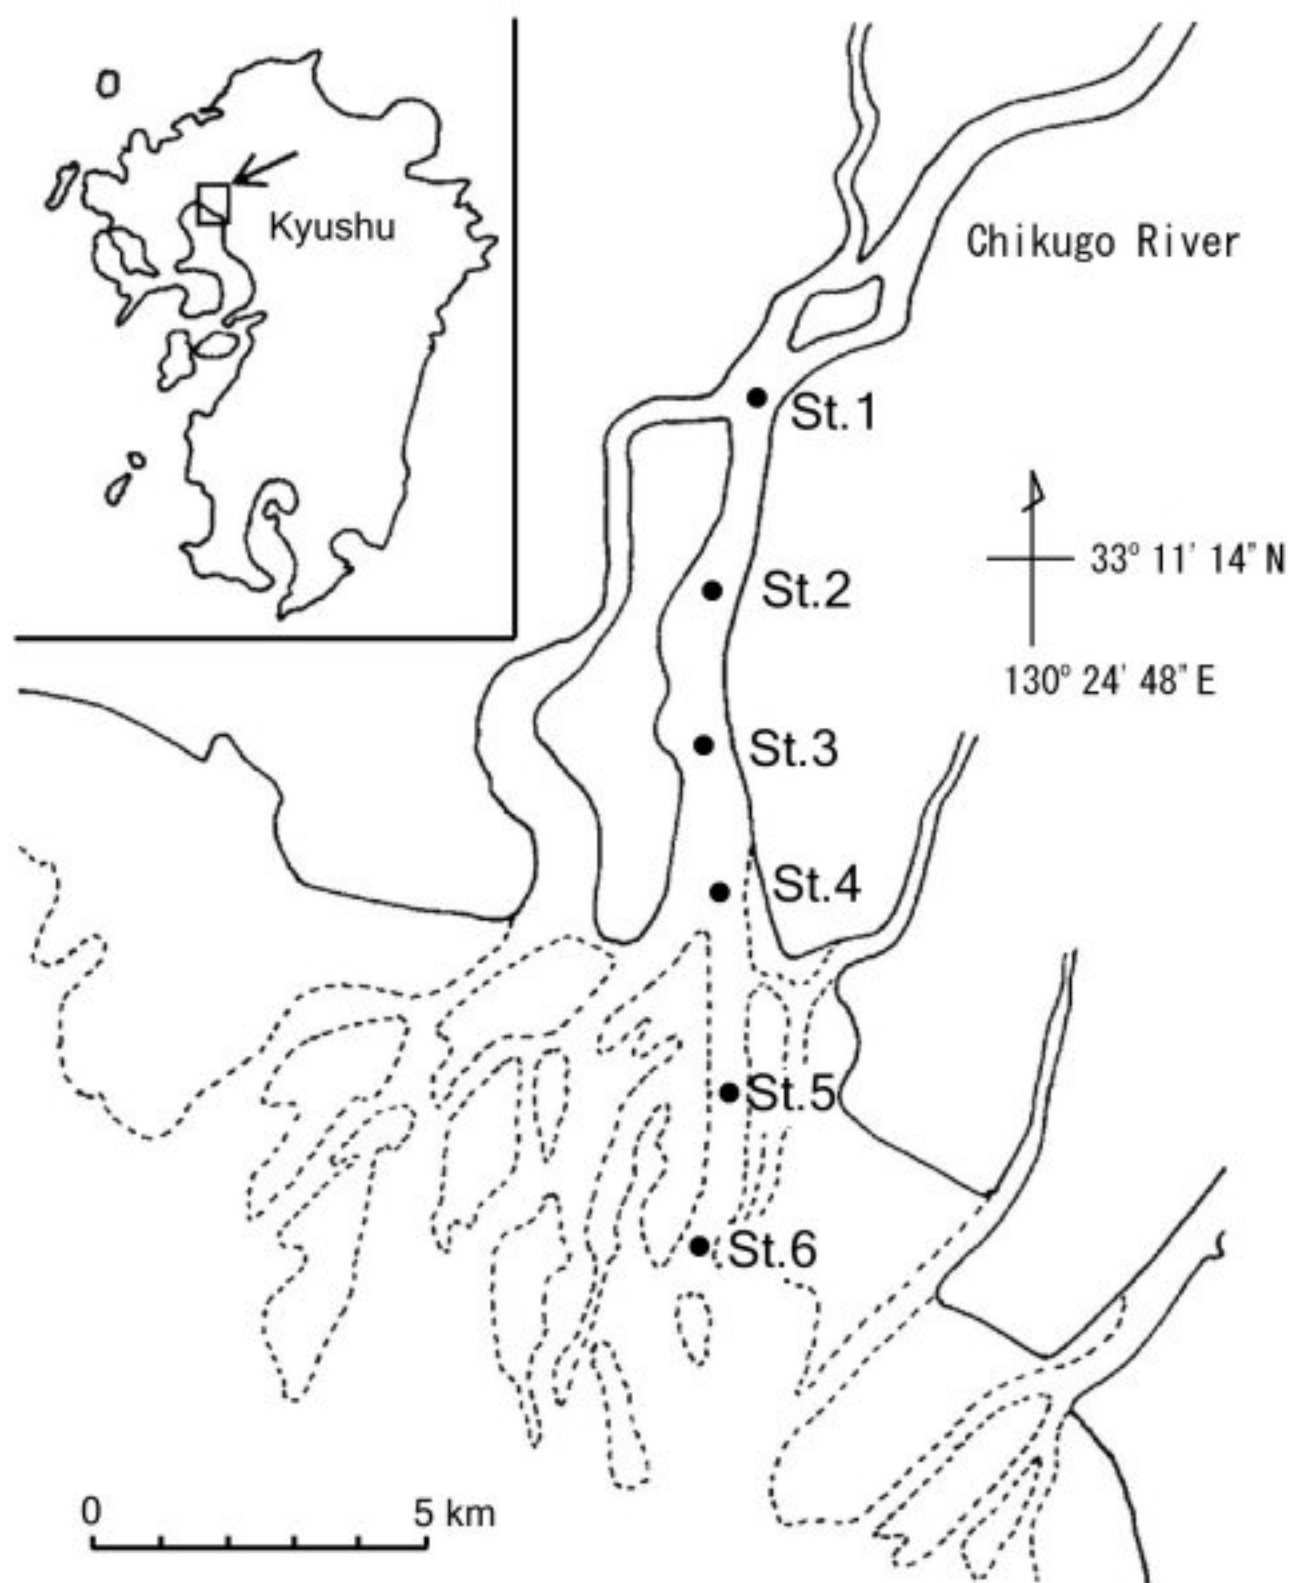 Kyushu
Chikugo River
St.1
St.2
33° 11' 14" N
130° 24' 48" E
St.3
St.4
St.5
St.6
0 5 km